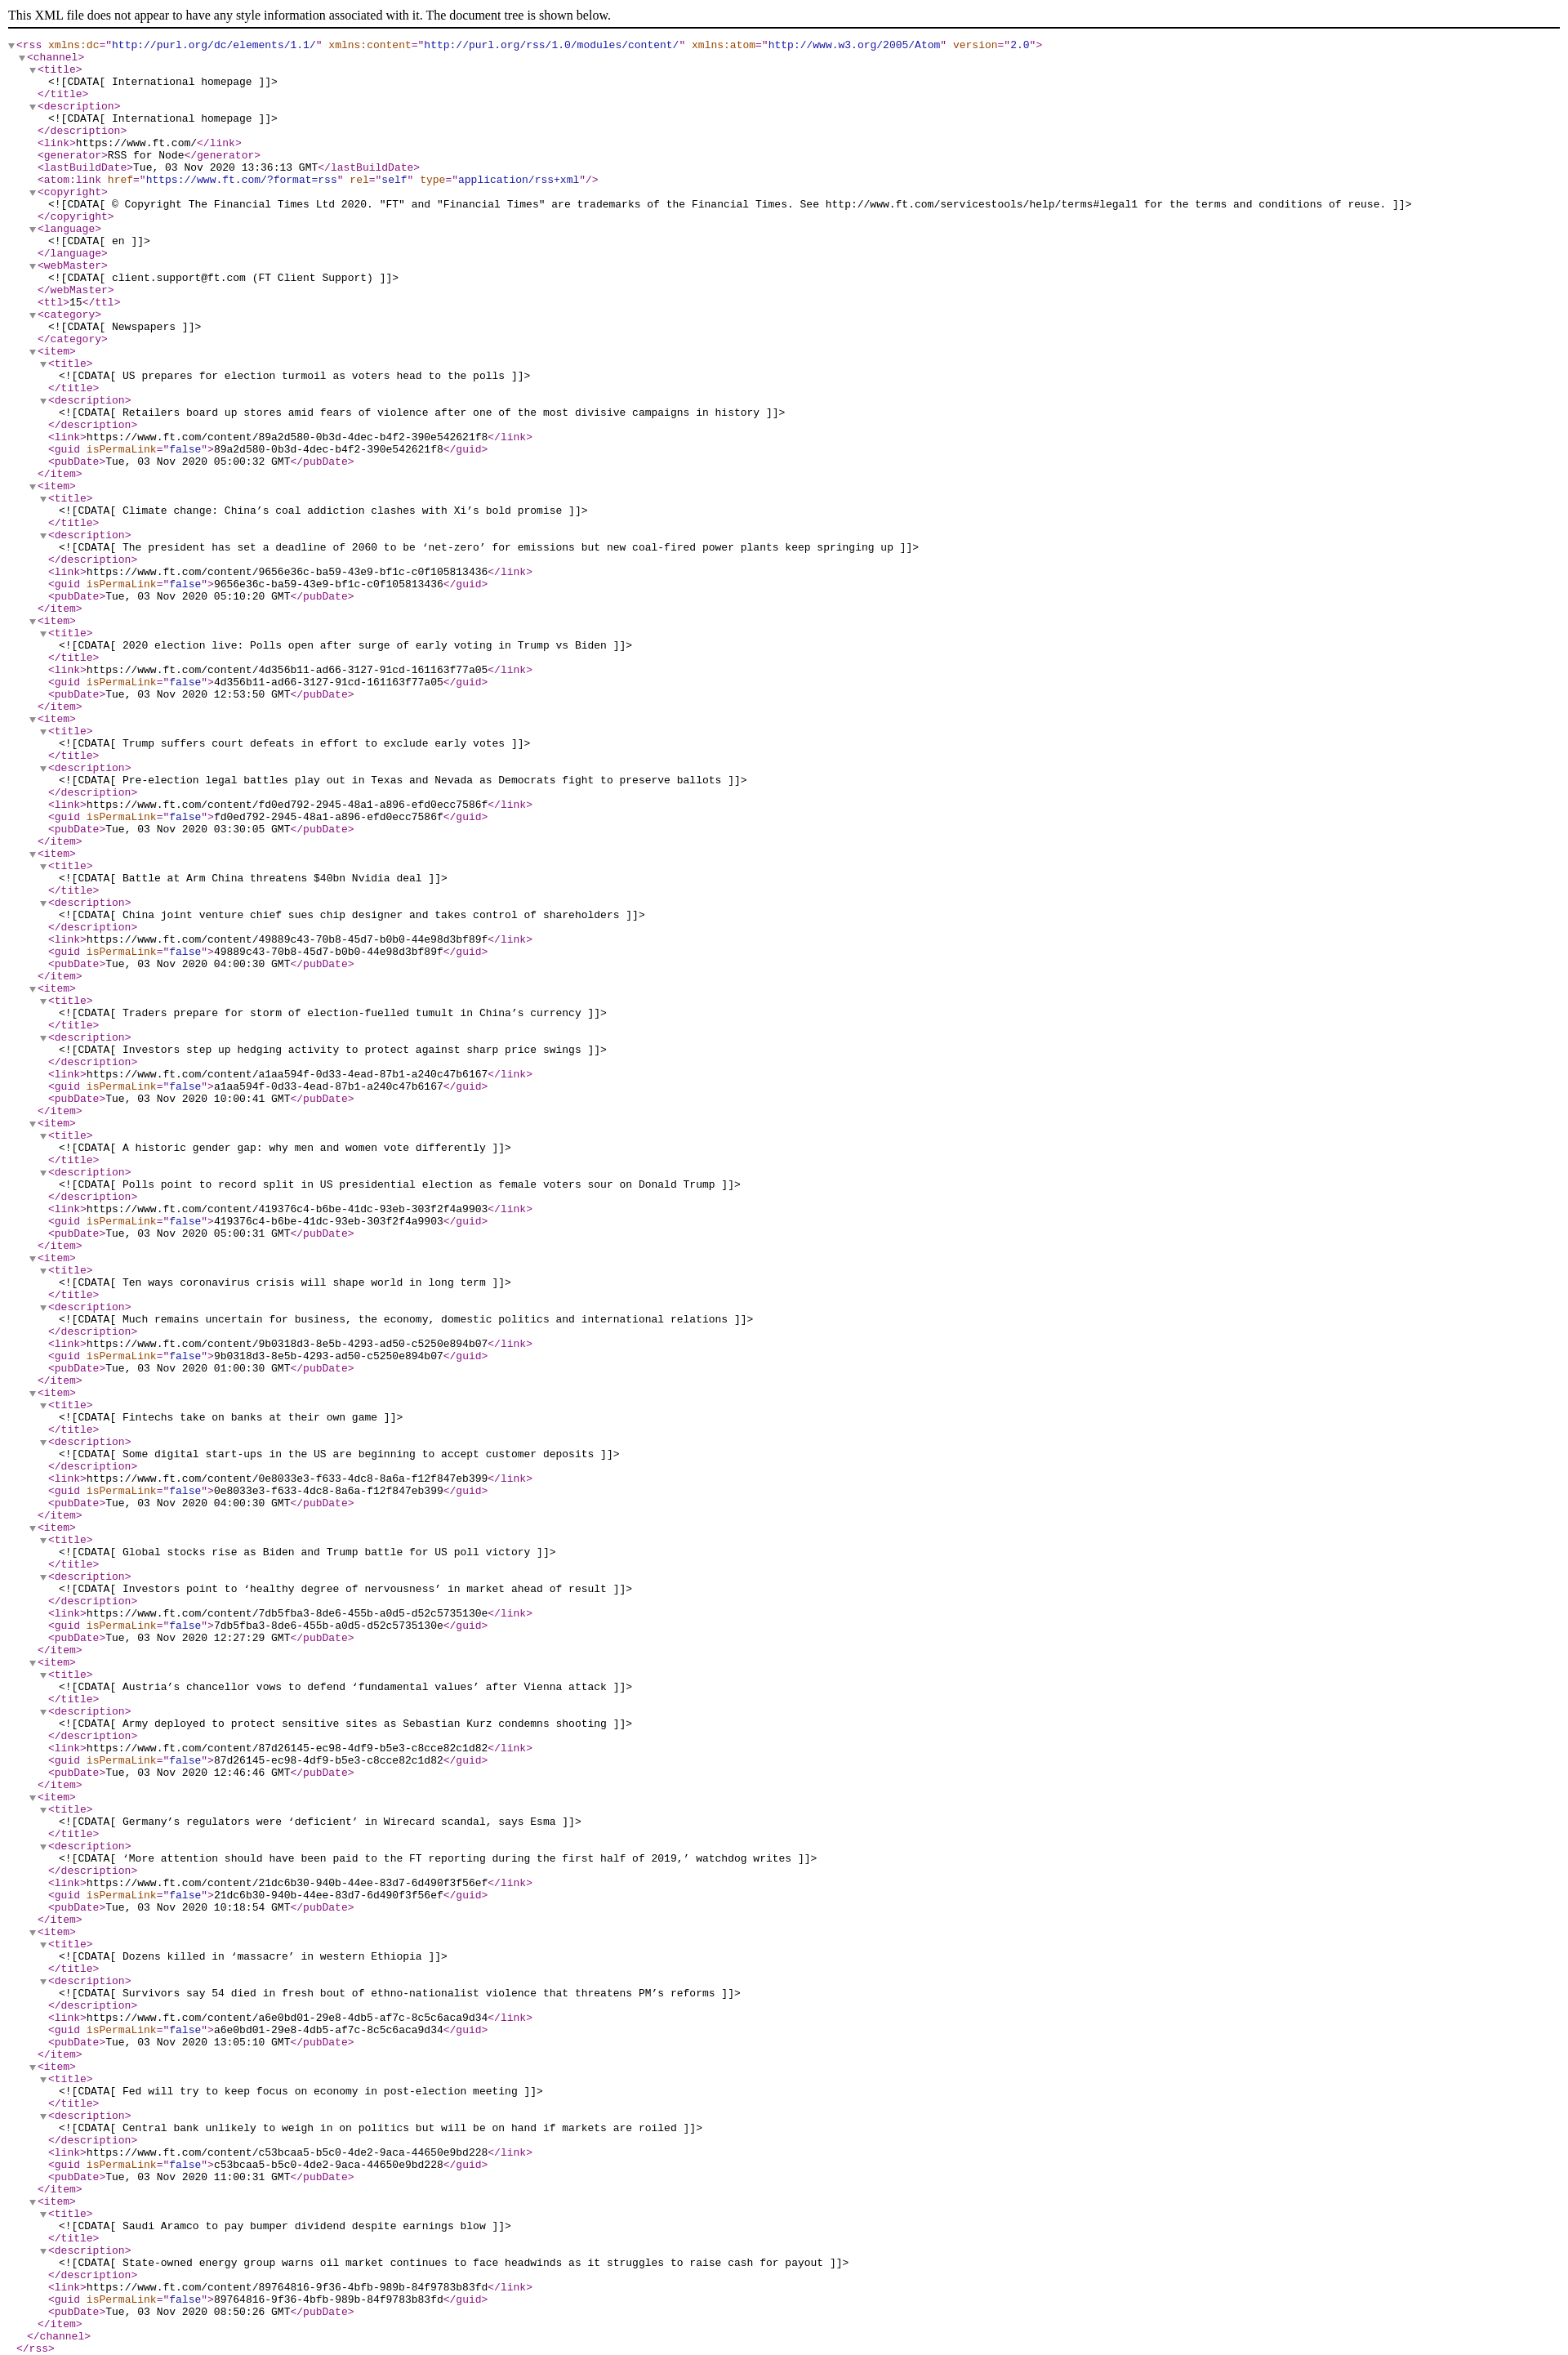 This XML file does not appear to have any style information associated with it. The document tree is shown below.
<rss xmlns:dc="http://purl.org/dc/elements/1.1/" xmlns:content="http://purl.org/rss/1.0/modules/content/" xmlns:atom="http://www.w3.org/2005/Atom" version="2.0">
<channel>
<title>
<![CDATA[ International homepage ]]>
</title>
<description>
<![CDATA[ International homepage ]]>
</description>
<link>https://www.ft.com/</link>
<generator>RSS for Node</generator>
<lastBuildDate>Tue, 03 Nov 2020 13:36:13 GMT</lastBuildDate>
<atom:link href="https://www.ft.com/?format=rss" rel="self" type="application/rss+xml"/>
<copyright>
<![CDATA[ © Copyright The Financial Times Ltd 2020. "FT" and "Financial Times" are trademarks of the Financial Times. See http://www.ft.com/servicestools/help/terms#legal1 for the terms and conditions of reuse. ]]>
</copyright>
<language>
<![CDATA[ en ]]>
</language>
<webMaster>
<![CDATA[ client.support@ft.com (FT Client Support) ]]>
</webMaster>
<ttl>15</ttl>
<category>
<![CDATA[ Newspapers ]]>
</category>
<item>
<title>
<![CDATA[ US prepares for election turmoil as voters head to the polls ]]>
</title>
<description>
<![CDATA[ Retailers board up stores amid fears of violence after one of the most divisive campaigns in history ]]>
</description>
<link>https://www.ft.com/content/89a2d580-0b3d-4dec-b4f2-390e542621f8</link>
<guid isPermaLink="false">89a2d580-0b3d-4dec-b4f2-390e542621f8</guid>
<pubDate>Tue, 03 Nov 2020 05:00:32 GMT</pubDate>
</item>
<item>
<title>
<![CDATA[ Climate change: China’s coal addiction clashes with Xi’s bold promise ]]>
</title>
<description>
<![CDATA[ The president has set a deadline of 2060 to be ‘net-zero’ for emissions but new coal-fired power plants keep springing up ]]>
</description>
<link>https://www.ft.com/content/9656e36c-ba59-43e9-bf1c-c0f105813436</link>
<guid isPermaLink="false">9656e36c-ba59-43e9-bf1c-c0f105813436</guid>
<pubDate>Tue, 03 Nov 2020 05:10:20 GMT</pubDate>
</item>
<item>
<title>
<![CDATA[ 2020 election live: Polls open after surge of early voting in Trump vs Biden ]]>
</title>
<link>https://www.ft.com/content/4d356b11-ad66-3127-91cd-161163f77a05</link>
<guid isPermaLink="false">4d356b11-ad66-3127-91cd-161163f77a05</guid>
<pubDate>Tue, 03 Nov 2020 12:53:50 GMT</pubDate>
</item>
<item>
<title>
<![CDATA[ Trump suffers court defeats in effort to exclude early votes ]]>
</title>
<description>
<![CDATA[ Pre-election legal battles play out in Texas and Nevada as Democrats fight to preserve ballots ]]>
</description>
<link>https://www.ft.com/content/fd0ed792-2945-48a1-a896-efd0ecc7586f</link>
<guid isPermaLink="false">fd0ed792-2945-48a1-a896-efd0ecc7586f</guid>
<pubDate>Tue, 03 Nov 2020 03:30:05 GMT</pubDate>
</item>
<item>
<title>
<![CDATA[ Battle at Arm China threatens $40bn Nvidia deal ]]>
</title>
<description>
<![CDATA[ China joint venture chief sues chip designer and takes control of shareholders ]]>
</description>
<link>https://www.ft.com/content/49889c43-70b8-45d7-b0b0-44e98d3bf89f</link>
<guid isPermaLink="false">49889c43-70b8-45d7-b0b0-44e98d3bf89f</guid>
<pubDate>Tue, 03 Nov 2020 04:00:30 GMT</pubDate>
</item>
<item>
<title>
<![CDATA[ Traders prepare for storm of election-fuelled tumult in China’s currency ]]>
</title>
<description>
<![CDATA[ Investors step up hedging activity to protect against sharp price swings ]]>
</description>
<link>https://www.ft.com/content/a1aa594f-0d33-4ead-87b1-a240c47b6167</link>
<guid isPermaLink="false">a1aa594f-0d33-4ead-87b1-a240c47b6167</guid>
<pubDate>Tue, 03 Nov 2020 10:00:41 GMT</pubDate>
</item>
<item>
<title>
<![CDATA[ A historic gender gap: why men and women vote differently ]]>
</title>
<description>
<![CDATA[ Polls point to record split in US presidential election as female voters sour on Donald Trump ]]>
</description>
<link>https://www.ft.com/content/419376c4-b6be-41dc-93eb-303f2f4a9903</link>
<guid isPermaLink="false">419376c4-b6be-41dc-93eb-303f2f4a9903</guid>
<pubDate>Tue, 03 Nov 2020 05:00:31 GMT</pubDate>
</item>
<item>
<title>
<![CDATA[ Ten ways coronavirus crisis will shape world in long term ]]>
</title>
<description>
<![CDATA[ Much remains uncertain for business, the economy, domestic politics and international relations ]]>
</description>
<link>https://www.ft.com/content/9b0318d3-8e5b-4293-ad50-c5250e894b07</link>
<guid isPermaLink="false">9b0318d3-8e5b-4293-ad50-c5250e894b07</guid>
<pubDate>Tue, 03 Nov 2020 01:00:30 GMT</pubDate>
</item>
<item>
<title>
<![CDATA[ Fintechs take on banks at their own game ]]>
</title>
<description>
<![CDATA[ Some digital start-ups in the US are beginning to accept customer deposits ]]>
</description>
<link>https://www.ft.com/content/0e8033e3-f633-4dc8-8a6a-f12f847eb399</link>
<guid isPermaLink="false">0e8033e3-f633-4dc8-8a6a-f12f847eb399</guid>
<pubDate>Tue, 03 Nov 2020 04:00:30 GMT</pubDate>
</item>
<item>
<title>
<![CDATA[ Global stocks rise as Biden and Trump battle for US poll victory ]]>
</title>
<description>
<![CDATA[ Investors point to ‘healthy degree of nervousness’ in market ahead of result ]]>
</description>
<link>https://www.ft.com/content/7db5fba3-8de6-455b-a0d5-d52c5735130e</link>
<guid isPermaLink="false">7db5fba3-8de6-455b-a0d5-d52c5735130e</guid>
<pubDate>Tue, 03 Nov 2020 12:27:29 GMT</pubDate>
</item>
<item>
<title>
<![CDATA[ Austria’s chancellor vows to defend ‘fundamental values’ after Vienna attack ]]>
</title>
<description>
<![CDATA[ Army deployed to protect sensitive sites as Sebastian Kurz condemns shooting ]]>
</description>
<link>https://www.ft.com/content/87d26145-ec98-4df9-b5e3-c8cce82c1d82</link>
<guid isPermaLink="false">87d26145-ec98-4df9-b5e3-c8cce82c1d82</guid>
<pubDate>Tue, 03 Nov 2020 12:46:46 GMT</pubDate>
</item>
<item>
<title>
<![CDATA[ Germany’s regulators were ‘deficient’ in Wirecard scandal, says Esma ]]>
</title>
<description>
<![CDATA[ ‘More attention should have been paid to the FT reporting during the first half of 2019,’ watchdog writes ]]>
</description>
<link>https://www.ft.com/content/21dc6b30-940b-44ee-83d7-6d490f3f56ef</link>
<guid isPermaLink="false">21dc6b30-940b-44ee-83d7-6d490f3f56ef</guid>
<pubDate>Tue, 03 Nov 2020 10:18:54 GMT</pubDate>
</item>
<item>
<title>
<![CDATA[ Dozens killed in ‘massacre’ in western Ethiopia ]]>
</title>
<description>
<![CDATA[ Survivors say 54 died in fresh bout of ethno-nationalist violence that threatens PM’s reforms ]]>
</description>
<link>https://www.ft.com/content/a6e0bd01-29e8-4db5-af7c-8c5c6aca9d34</link>
<guid isPermaLink="false">a6e0bd01-29e8-4db5-af7c-8c5c6aca9d34</guid>
<pubDate>Tue, 03 Nov 2020 13:05:10 GMT</pubDate>
</item>
<item>
<title>
<![CDATA[ Fed will try to keep focus on economy in post-election meeting ]]>
</title>
<description>
<![CDATA[ Central bank unlikely to weigh in on politics but will be on hand if markets are roiled ]]>
</description>
<link>https://www.ft.com/content/c53bcaa5-b5c0-4de2-9aca-44650e9bd228</link>
<guid isPermaLink="false">c53bcaa5-b5c0-4de2-9aca-44650e9bd228</guid>
<pubDate>Tue, 03 Nov 2020 11:00:31 GMT</pubDate>
</item>
<item>
<title>
<![CDATA[ Saudi Aramco to pay bumper dividend despite earnings blow ]]>
</title>
<description>
<![CDATA[ State-owned energy group warns oil market continues to face headwinds as it struggles to raise cash for payout ]]>
</description>
<link>https://www.ft.com/content/89764816-9f36-4bfb-989b-84f9783b83fd</link>
<guid isPermaLink="false">89764816-9f36-4bfb-989b-84f9783b83fd</guid>
<pubDate>Tue, 03 Nov 2020 08:50:26 GMT</pubDate>
</item>
</channel>
</rss>